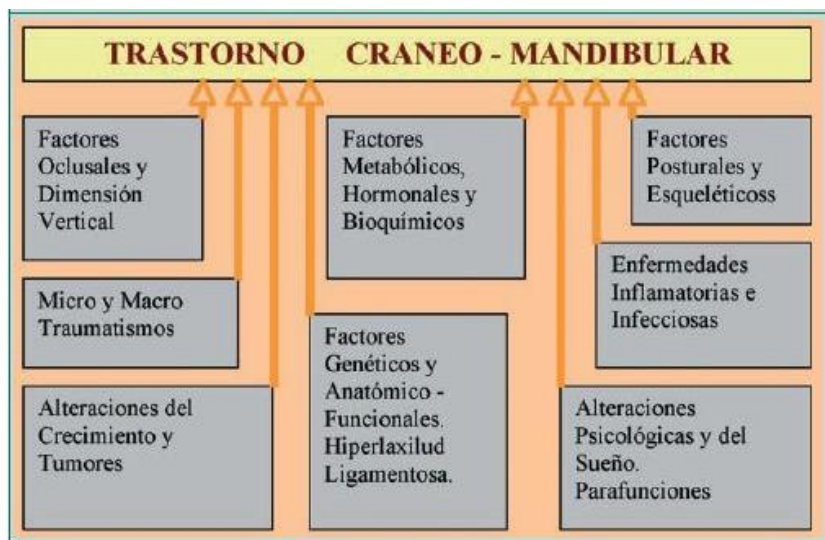 TRASTORNO CRANEO - MANDIBULAR
Factores
Oclusales y
Dimensión
Vertical
Factores
Metabólicos,
Hormonales y
Bioquímicos
Factores
Posturales y
Esqueléticoss
Micro y Macro
Traumatismos
Enfermedades
Inflamatorias e
Infecciosas
Factores
Genéticos y
Anatómico -
Funcionales.
Hiperlaxilud
Ligamentosa.
Alteraciones del
Crecimiento y
Tumores
Alteraciones
Psicológicas y del
Sueño.
Parafunciones